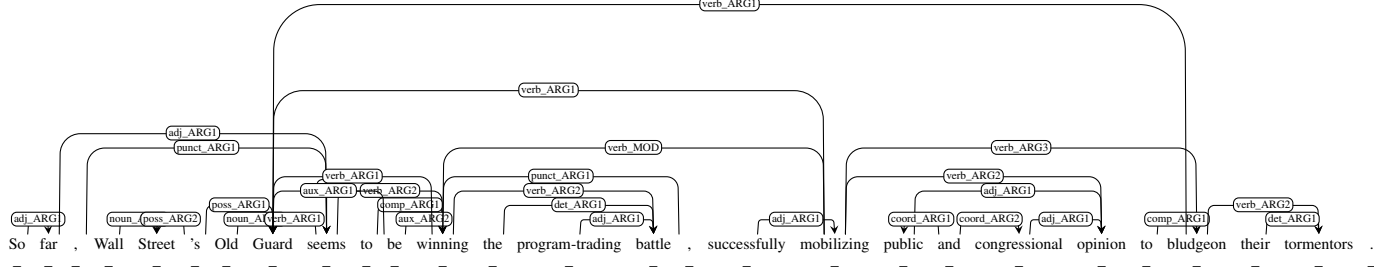 verb_ARG1
verb_ARG1
adj_ARG1
punct_ARG1 verb_MOD verb_ARG3
verb_ARG1 punct_ARG1 verb_ARG2
aux_ARG1 verb_ARG2 verb_ARG2 adj_ARG1
poss_ARG1 comp_ARG1 det_ARG1 verb_ARG2
adj_ARG1 poss_ARG2 verb_ARG1 aux_ARG2 adj_ARG1 adj_ARG1 coord_ARG1 coord_ARG2 adj_ARG1 comp_ARG1 det_ARG1
So far , Wall Street 's Old Guard seems to be winning the program-trading battle , successfully mobilizing public and congressional opinion to bludgeon their tormentors .